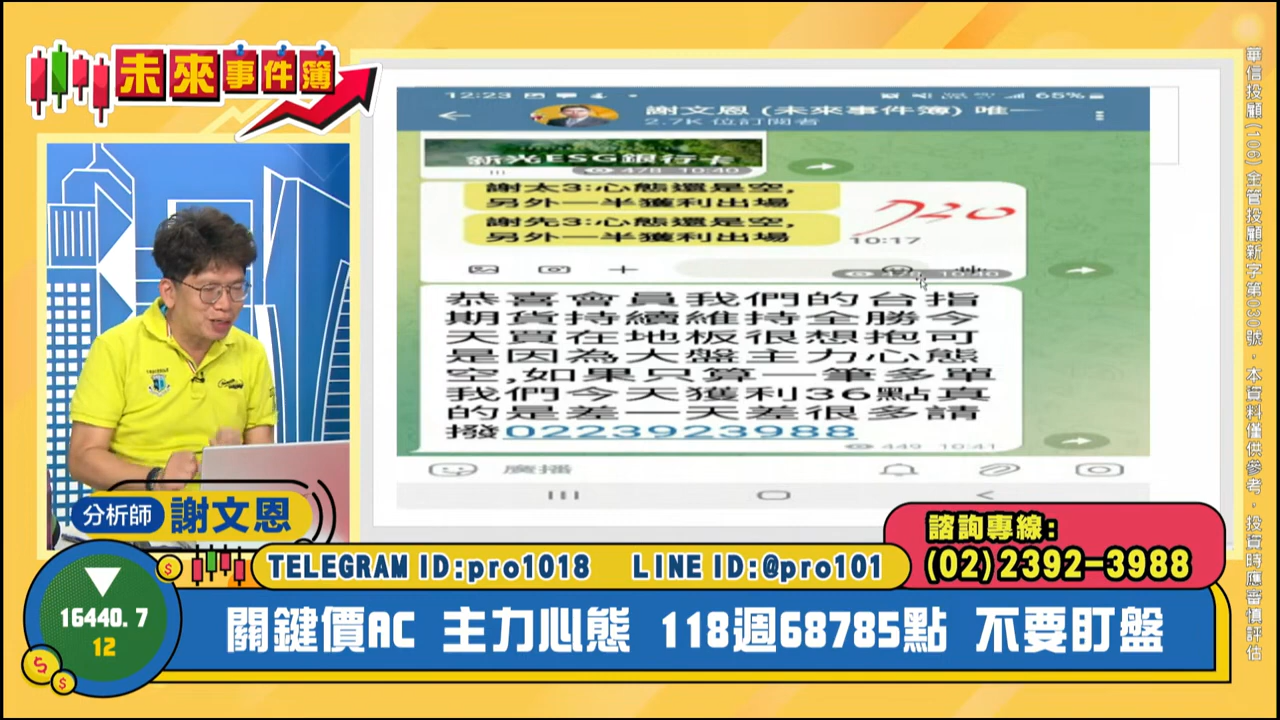 未來事件簿
12:23
65%
謝文恩 (未來事件簿) 唯一
2.7K 位訂閱者
新光ESG銀行卡
478 10:40
謝太3:心態還是空,
另外一半獲利出場
謝先3:心態還是空,
另外一半獲利出場
10:17
10:40
恭喜會員我們的台指
期貨持續維持全勝今
天賣在地板很想抱可
是因為大盤主力心態
空,如果只算一筆多單
我們今天獲利36點真
的是差一天差很多請
撥0223923988
449 10:41
廣播
分析師 謝文恩
諮詢專線:
(02)2392-3988
TELEGRAM ID:pro1018 LINE ID:@pro101
16440.7
12
關鍵價AC 主力心態 118週68785點 不要盯盤
華信投顧(106)金管投顧新字第030號，本資料僅供參考，投資時應審慎評估